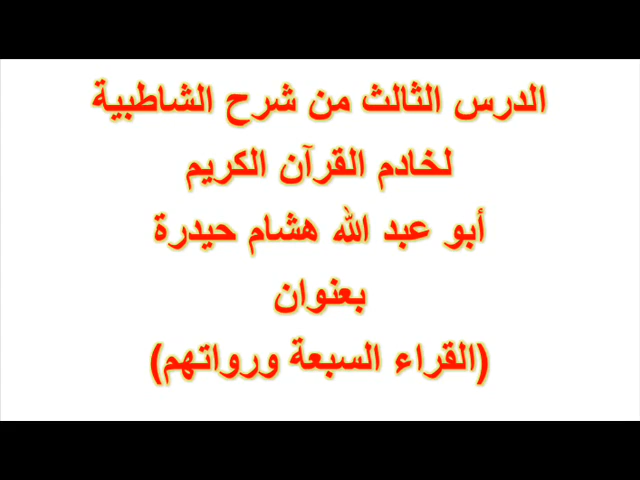 الدرس الثالث من شرح الشاطبية
لخادم القرآن الكريم
أبو عبد الله هشام حيدرة
بعنوان
(القراء السبعة ورواتهم)